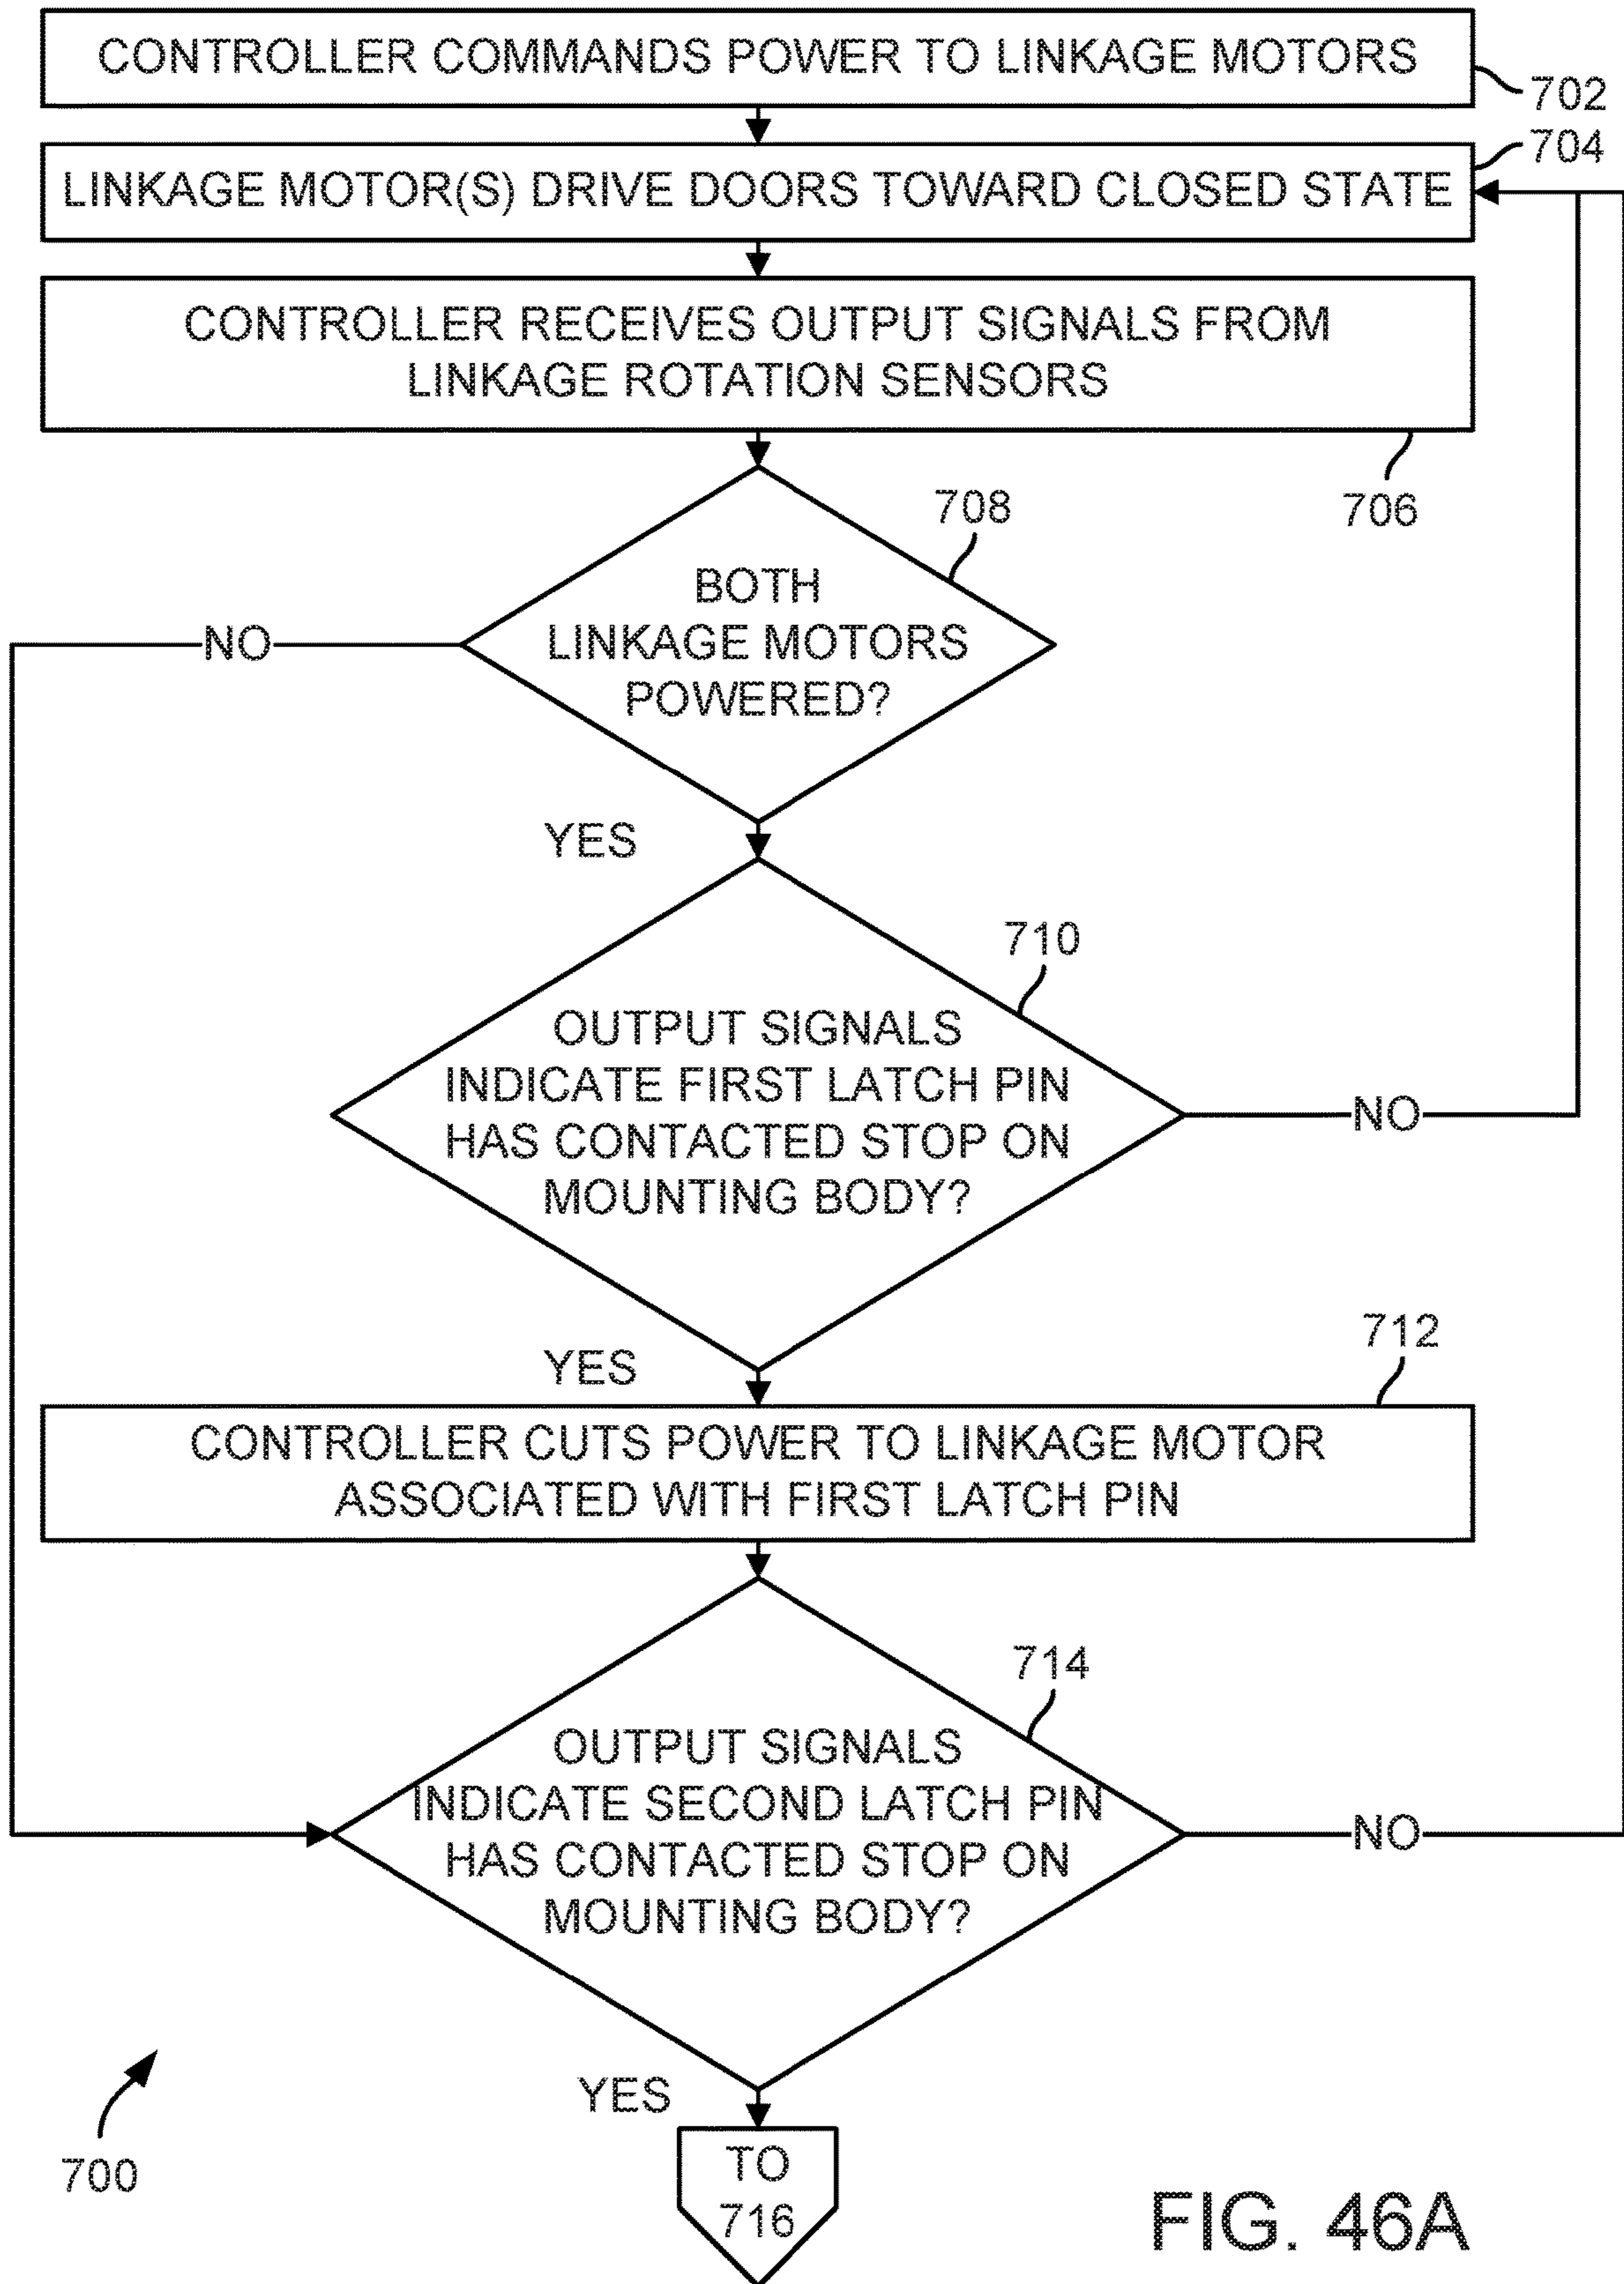 CONTROLLER COMMANDS POWER TO LINKAGE MOTORS
702
704
LINKAGE MOTOR(S) DRIVE DOORS TOWARD CLOSED STATE
CONTROLLER RECEIVES OUTPUT SIGNALS FROM
LINKAGE ROTATION SENSORS
706
708
BOTH
LINKAGE MOTORS
POWERED?
NO
YES
710
OUTPUT SIGNALS
INDICATE FIRST LATCH PIN
HAS CONTACTED STOP ON
MOUNTING BODY?
NO
YES
712
CONTROLLER CUTS POWER TO LINKAGE MOTOR
ASSOCIATED WITH FIRST LATCH PIN
714
OUTPUT SIGNALS
INDICATE SECOND LATCH PIN
HAS CONTACTED STOP ON
MOUNTING BODY?
NO
YES
TO
716
700
FIG. 46A